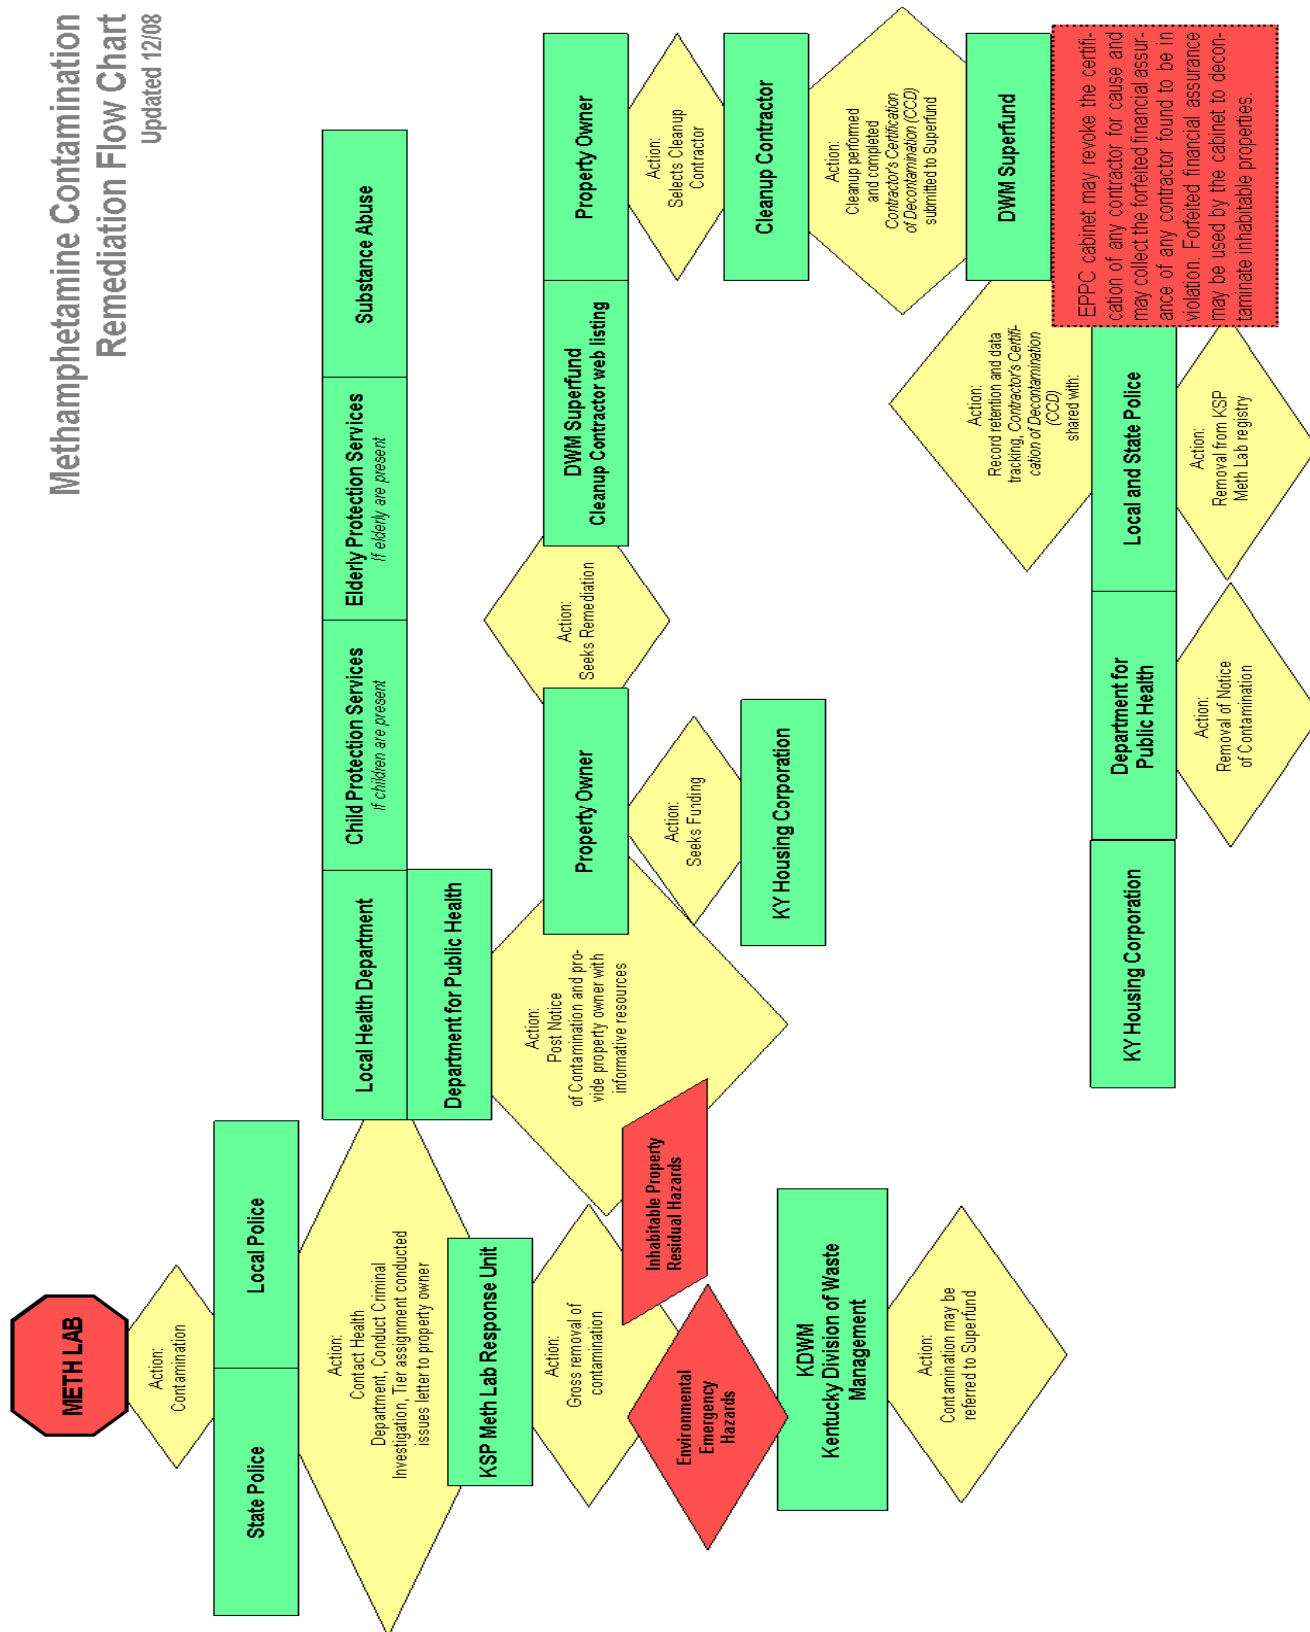 Methamphetamine Contamination
Remediation Flow Chart
Updated 12/08
METH LAB
Action:
Contamination
State Police
Local Police
Action:
Contact Health
Department, Conduct Criminal
Investigation, Tier assignment conducted
issues letter to property owner
Local Health Department
Child Protection Services
If children are present
Elderly Protection Services
If elderly are present
Substance Abuse
Department for Public Health
KSP Meth Lab Response Unit
Action:
Gross removal of
contamination
Action:
Post Notice
of Contamination and pro-
vide property owner with
informative resources
Property Owner
Action:
Seeks Remediation
DWM Superfund
Cleanup Contractor web listing
Property Owner
Action:
Selects Cleanup
Contractor
Inhabitable Property
Residual Hazards
Environmental
Emergency
Hazards
Action:
Seeks Funding
KY Housing Corporation
Cleanup Contractor
KDWM
Kentucky Division of Waste
Management
Action:
Contamination may be
referred to Superfund
Action:
Cleanup performed
and completed
Contractor's Certification
of Decontamination (CCD)
submitted to Superfund
DWM Superfund
Action:
Record retention and data
tracking, Contractor's Certifi-
cation of Decontamination
(CCD)
shared with:
EPPC cabinet may revoke the certifi-
cation of any contractor for cause and
may collect the forfeited financial assur-
ance of any contractor found to be in
violation. Forfeited financial assurance
may be used by the cabinet to decon-
taminate inhabitable properties.
KY Housing Corporation
Department for
Public Health
Local and State Police
Action:
Removal of Notice
of Contamination
Action:
Removal from KSP
Meth Lab registry